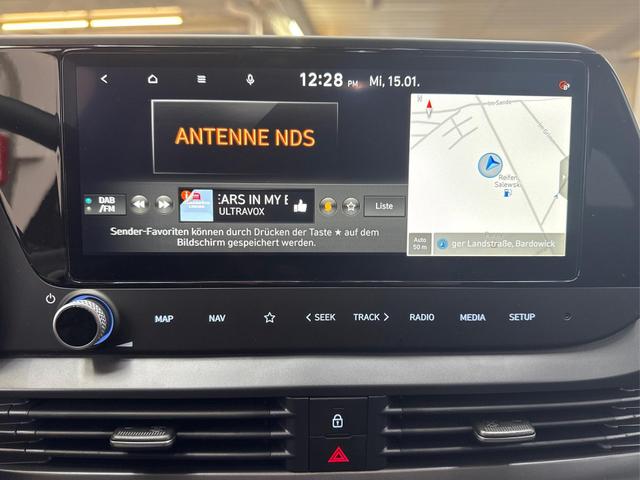 12:28 PM Mi, 15.01.
ANTENNE NDS
DAB
/FM
EARS IN MY E
ULTRAVOX
Liste
Sender-Favoriten können durch Drücken der Taste ★ auf dem
Bildschirm gespeichert werden.
Im Sande
Reifen
Salewski
Auto
50 m
ger Landstraße, Bardowick
MAP
NAV
< SEEK
TRACK >
RADIO
MEDIA
SETUP